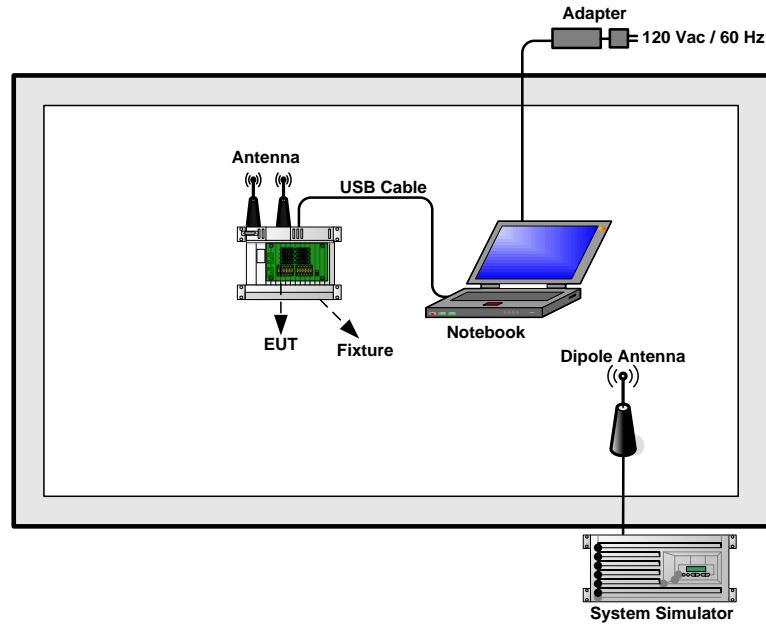 Adapter
120 Vac / 60 Hz
Antenna
USB Cable
Notebook
EUT
Fixture
Dipole Antenna
System Simulator